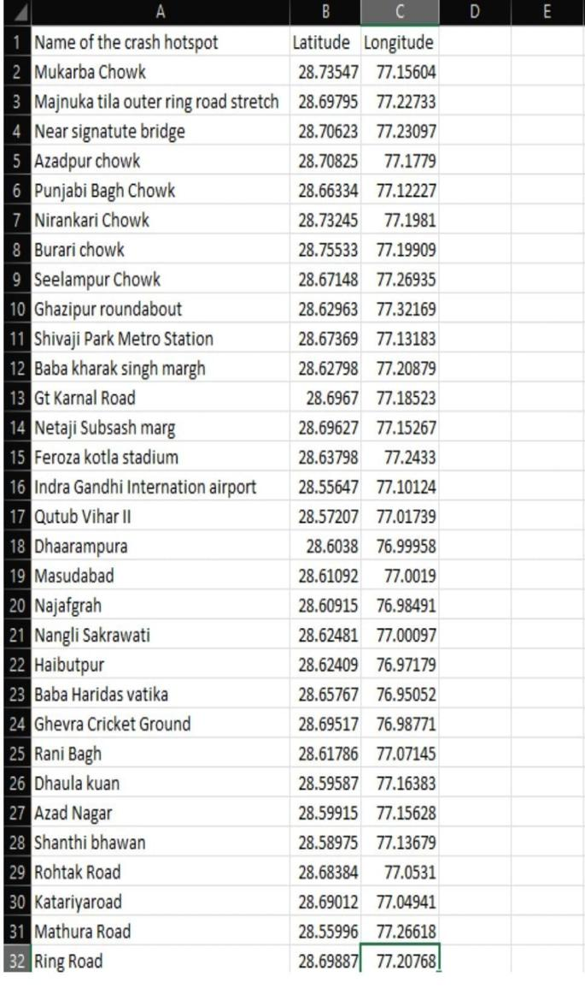 A B C D E
1 Name of the crash hotspot Latitude Longitude
2 Mukarba Chowk 28.73547 77.15604
3 Majnuka tila outer ring road stretch 28.69795 77.22733
4 Near signatute bridge 28.70623 77.23097
5 Azadpur chowk 28.70825 77.1779
6 Punjabi Bagh Chowk 28.66334 77.12227
7 Nirankari Chowk 28.73245 77.1981
8 Burari chowk 28.75533 77.19909
9 Seelampur Chowk 28.67148 77.26935
10 Ghazipur roundabout 28.62963 77.32169
11 Shivaji Park Metro Station 28.67369 77.13183
12 Baba kharak singh margh 28.62798 77.20879
13 Gt Karnal Road 28.6967 77.18523
14 Netaji Subsash marg 28.69627 77.15267
15 Feroza kotla stadium 28.63798 77.2433
16 Indra Gandhi Internation airport 28.55647 77.10124
17 Qutub Vihar II 28.57207 77.01739
18 Dhaarampura 28.6038 76.99958
19 Masudabad 28.61092 77.0019
20 Najafgrah 28.60915 76.98491
21 Nangli Sakrawati 28.62481 77.00097
22 Haibutpur 28.62409 76.97179
23 Baba Haridas vatika 28.65767 76.95052
24 Ghevra Cricket Ground 28.69517 76.98771
25 Rani Bagh 28.61786 77.07145
26 Dhaula kuan 28.59587 77.16383
27 Azad Nagar 28.59915 77.15628
28 Shanthi bhawan 28.58975 77.13679
29 Rohtak Road 28.68384 77.0531
30 Katariyaroad 28.69012 77.04941
31 Mathura Road 28.55996 77.26618
32 Ring Road 28.69887 77.20768